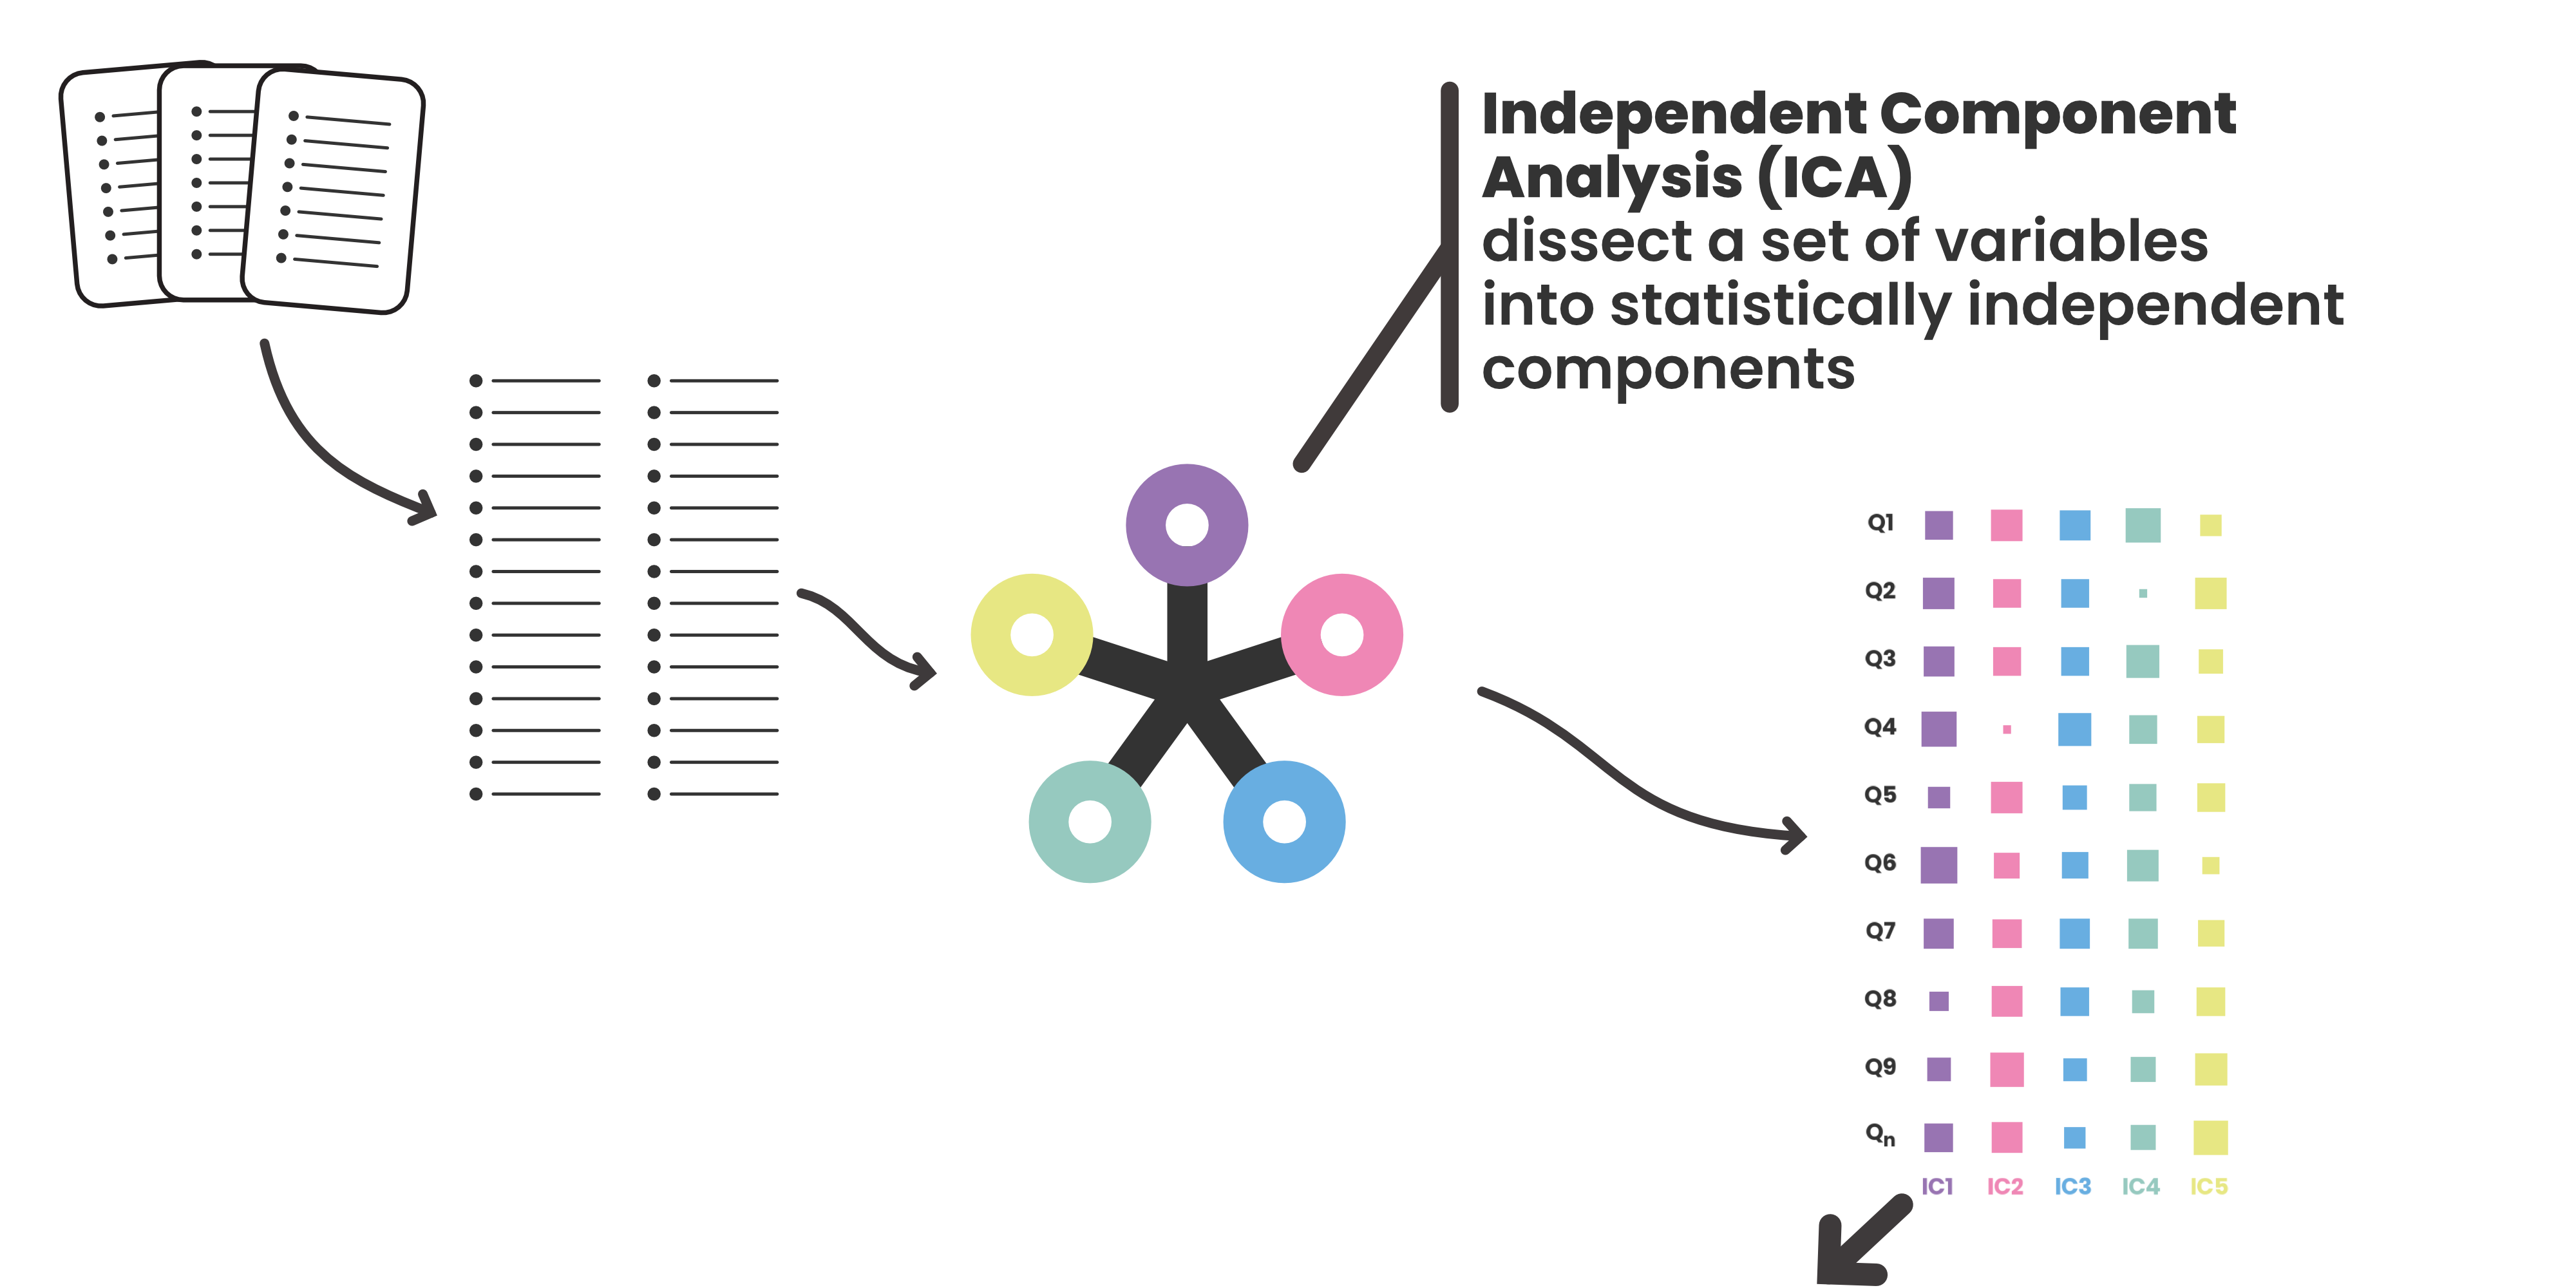 Independent Component
Analysis (ICA)
dissect a set of variables
into statistically independent
components
Q1
Q2
Q3
Q4
Q5
Q6
Q7
Q8
Q9
Qn
IC1 IC2 IC3 IC4 IC5